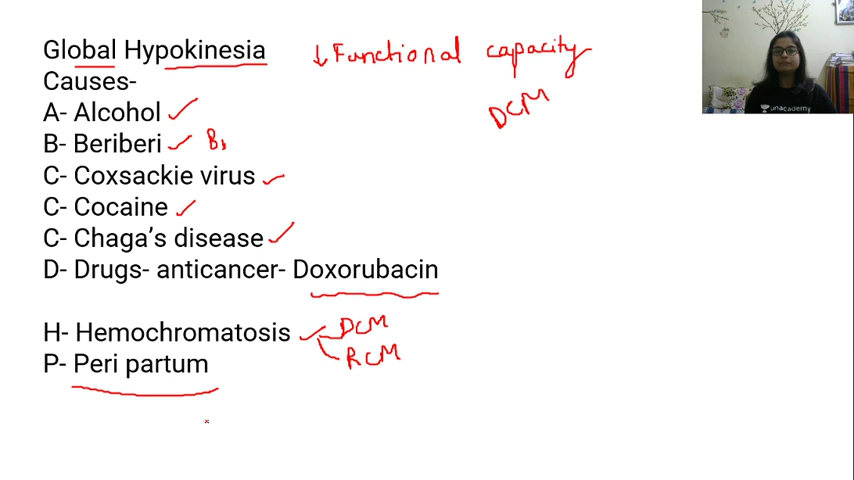 Global Hypokinesia ↓ Functional capacity
Causes-
DCM
A- Alcohol
B- Beriberi B1
C- Coxsackie virus
C- Cocaine
C- Chaga's disease
D- Drugs- anticancer- Doxorubacin
H- Hemochromatosis DCM
RCM
P- Peri partum
unacademy